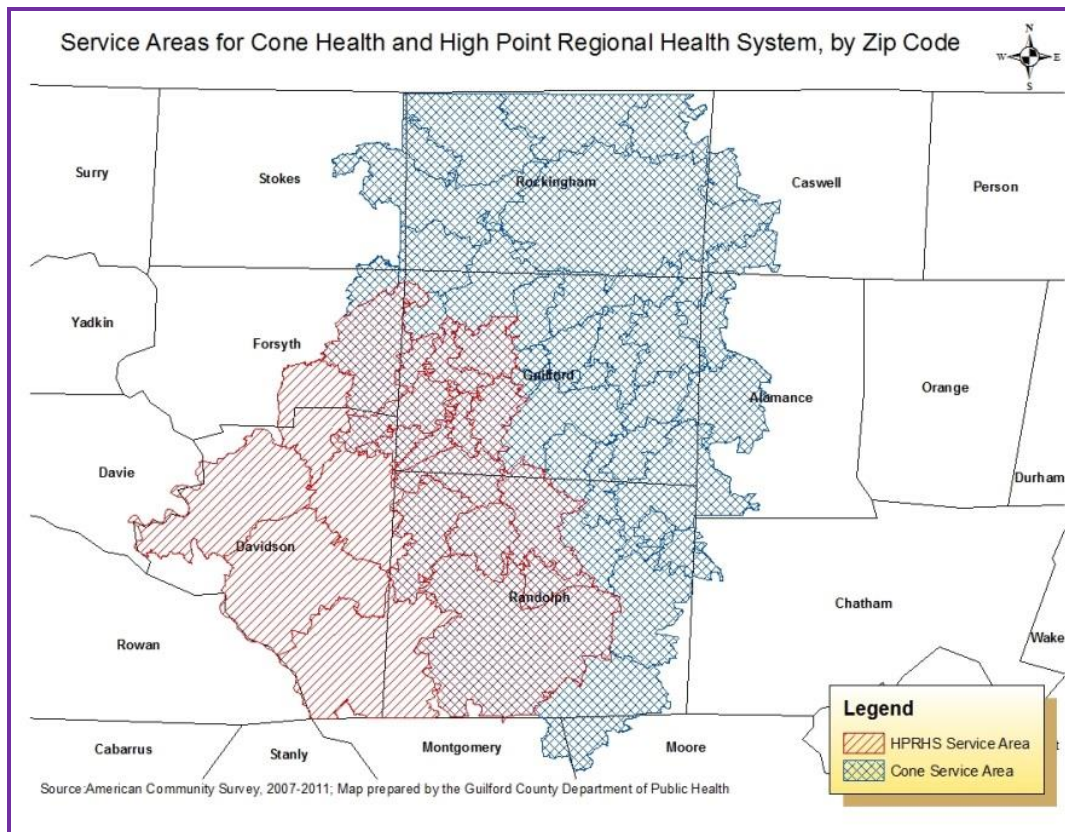 Service Areas for Cone Health and High Point Regional Health System, by Zip Code
N
W E
S
Surry
Stokes
Rockingham
Caswell
Person
Yadkin
Forsyth
Guilford
Alamance
Orange
Durham
Davie
Davidson
Randolph
Chatham
Wake
Rowan
Cabarrus
Stanly
Montgomery
Moore
Legend
HPRHS Service Area
Cone Service Area
Source:American Community Survey, 2007-2011; Map prepared by the Guilford County Department of Public Health